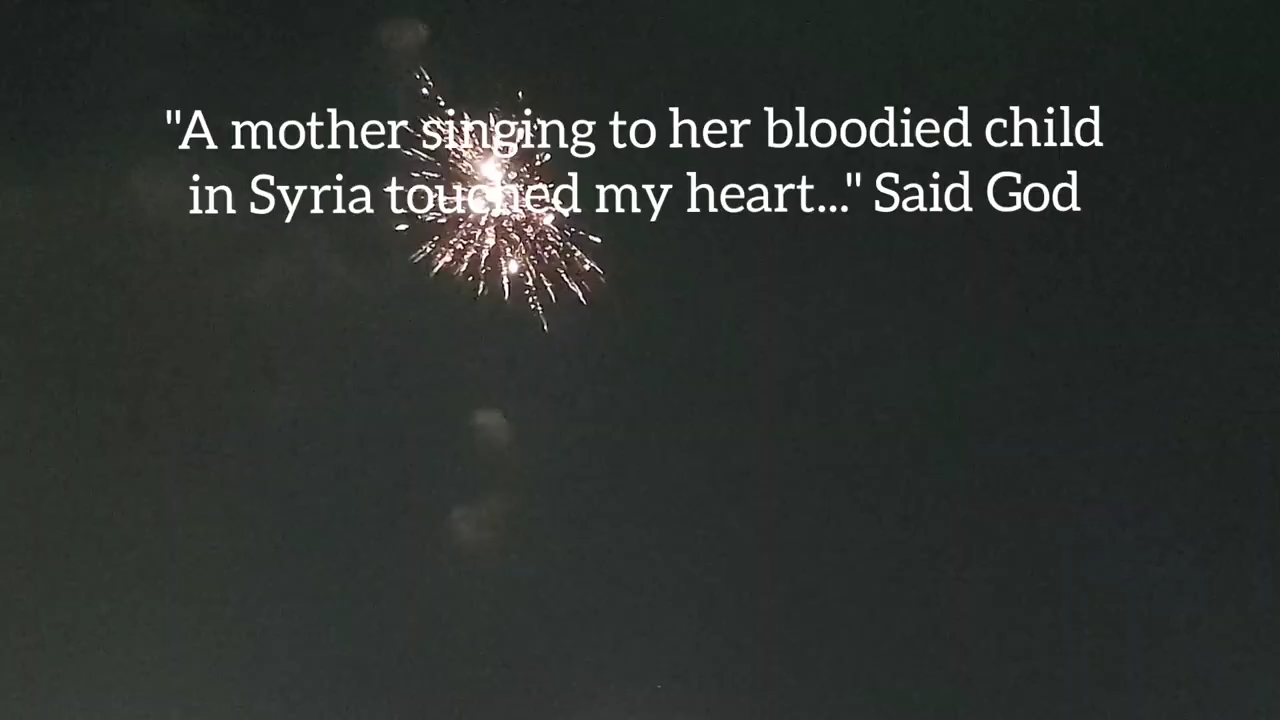 "A mother singing to her bloodied child
in Syria touched my heart..." Said God